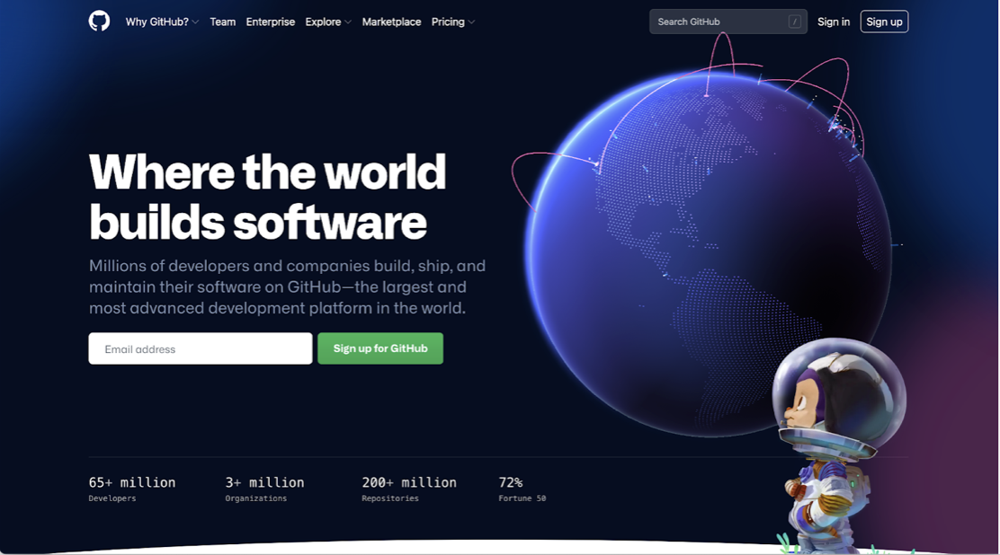 Why GitHub? Team Enterprise Explore Marketplace Pricing Search GitHub / Sign in Sign up
Where the world
builds software
Millions of developers and companies build, ship, and
maintain their software on GitHub—the largest and
most advanced development platform in the world.
Email address Sign up for GitHub
65+ million 3+ million 200+ million 72%
Developers Organizations Repositories Fortune 50